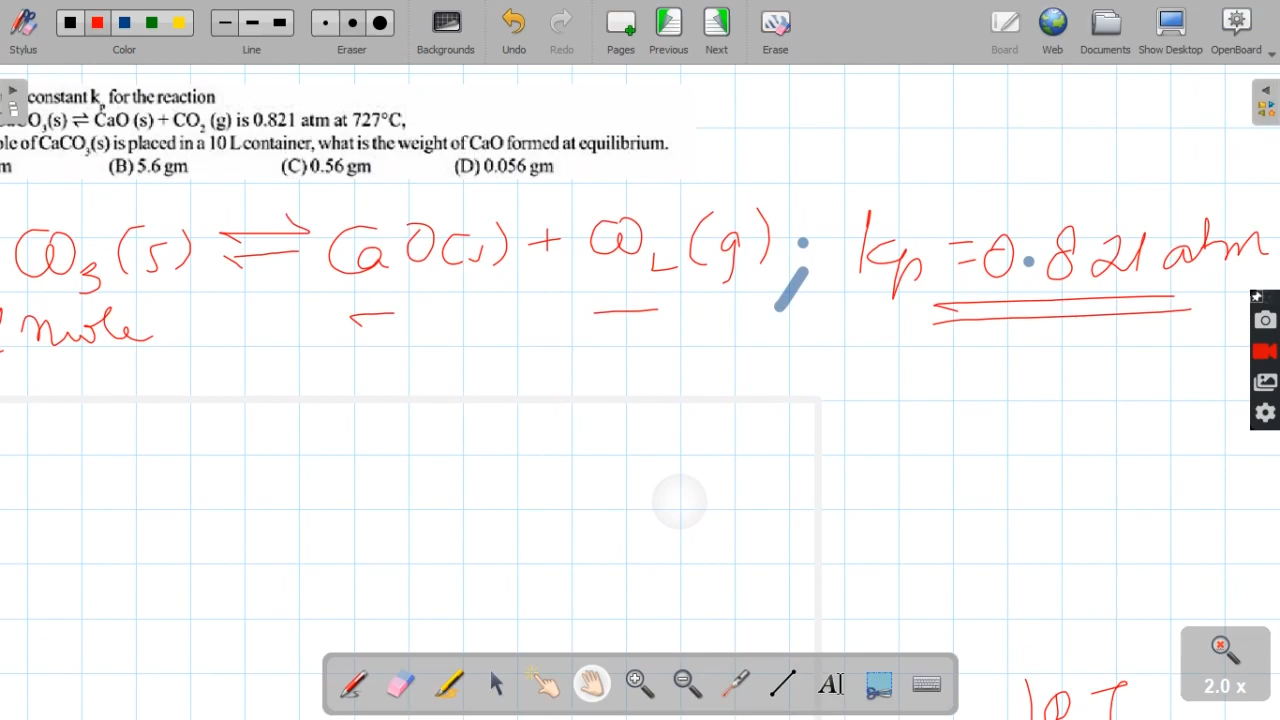 Stylus Color Line Eraser Backgrounds Undo Redo Pages Previous Next Erase Board Web Documents Show Desktop OpenBoard
constant kp for the reaction
O3(s) ⇌ CaO (s) + CO2 (g) is 0.821 atm at 727°C,
ole of CaCO3(s) is placed in a 10 L container, what is the weight of CaO formed at equilibrium.
m (B) 5.6 gm (C) 0.56 gm (D) 0.056 gm
CO3(s) ⇌ CaO(s) + CO2(g) ; kp = 0.821 atm
mole
2.0 x